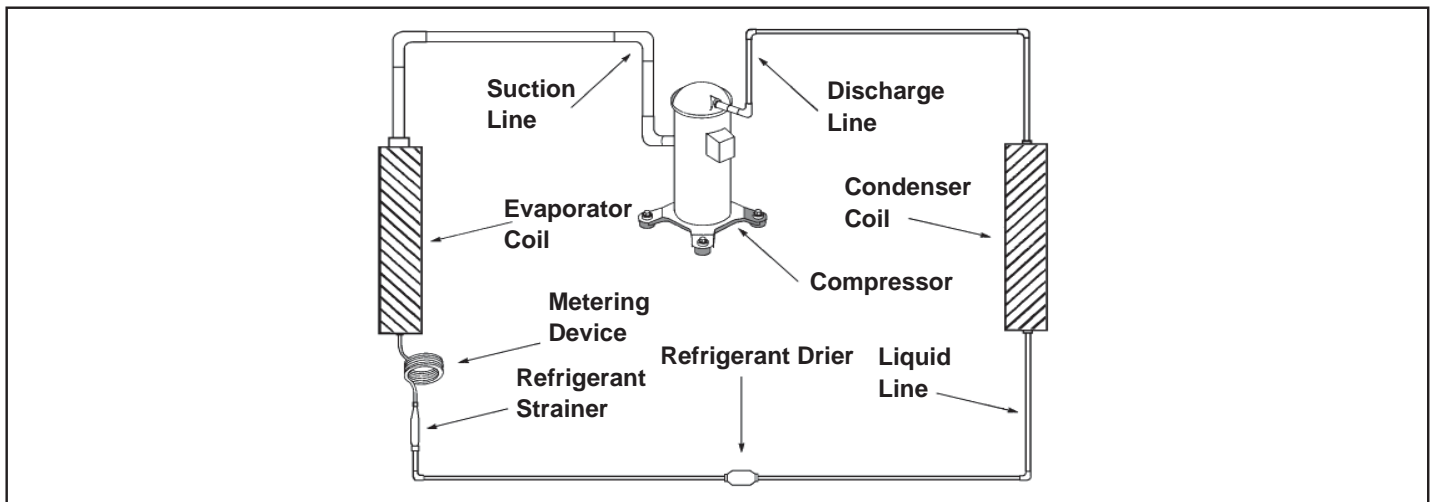 Suction
Line
Discharge
Line
Evaporator
Coil
Condenser
Coil
Compressor
Metering
Device
Refrigerant Drier
Liquid
Line
Refrigerant
Strainer